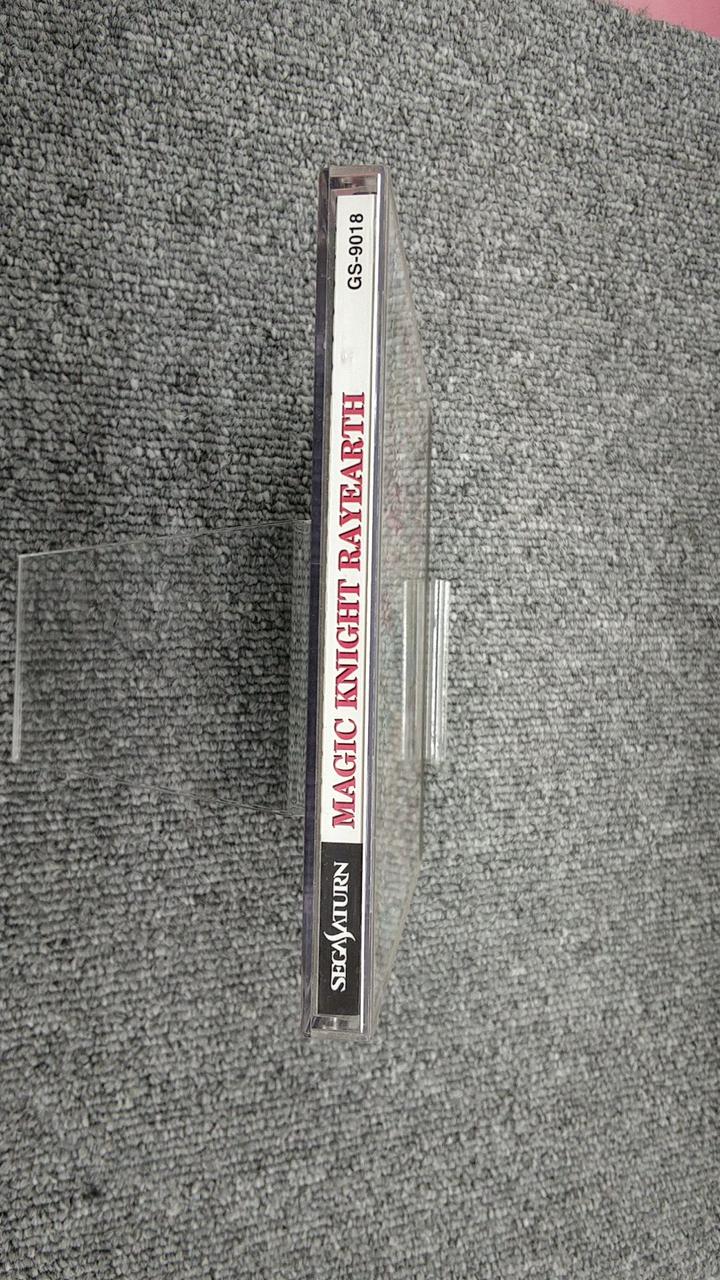 SEGA SATURN
MAGIC KNIGHT RAYEARTH
GS-9018